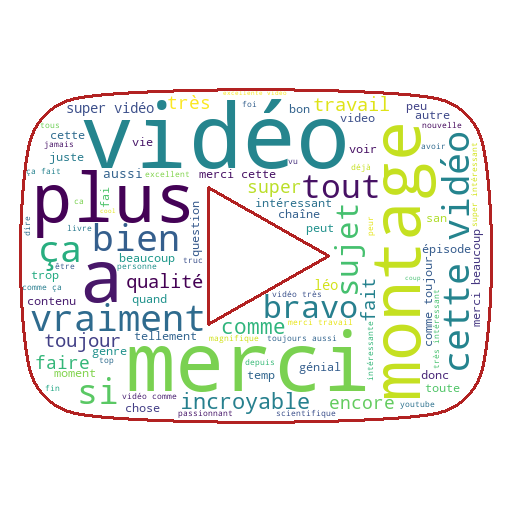 excellente vidéo
super vidéo
très
foi
bon
travail
peu
autre
nouvelle
tous
cette
jamais
juste
vidéo
vie
video
voir
avoir
ça fait
aussi
excellent
merci cette
vu
déjà
plus
fai
super
tout
montage
cette vidéo
super intéressant
ca
livre
dire
question
intéressant
chaîne
peut
peur
san
sujet
bien
ça
a
être
beaucoup
truc
personne
épisode
trop
comme ça
qualité
léo
fait
comme toujour
merci beaucoup
contenu
quand
vidéo très
coup
bravo
très intéressant
vraiment
comme
merci travail
toujour
tellement
magnifique
toujours aussi
intéressante
faire
genre
merci
depuis
génial
moment
top
temp
donc
fin
si
vidéo comme
incroyable
encore
toute
chose
passionnant
scientifique
youtube